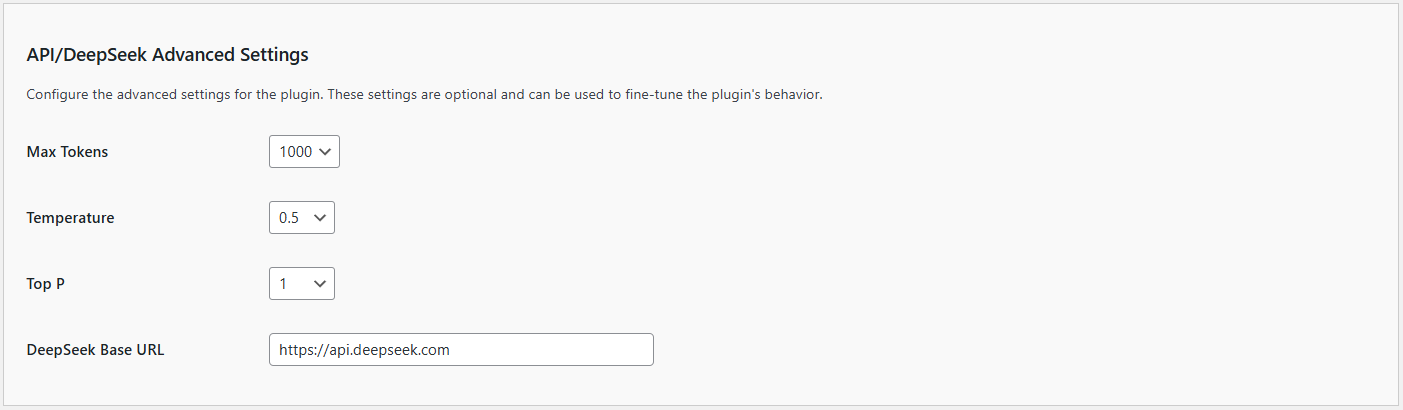 API/DeepSeek Advanced Settings
Configure the advanced settings for the plugin. These settings are optional and can be used to fine-tune the plugin's behavior.
Max Tokens 1000
Temperature 0.5
Top P 1
DeepSeek Base URL https://api.deepseek.com